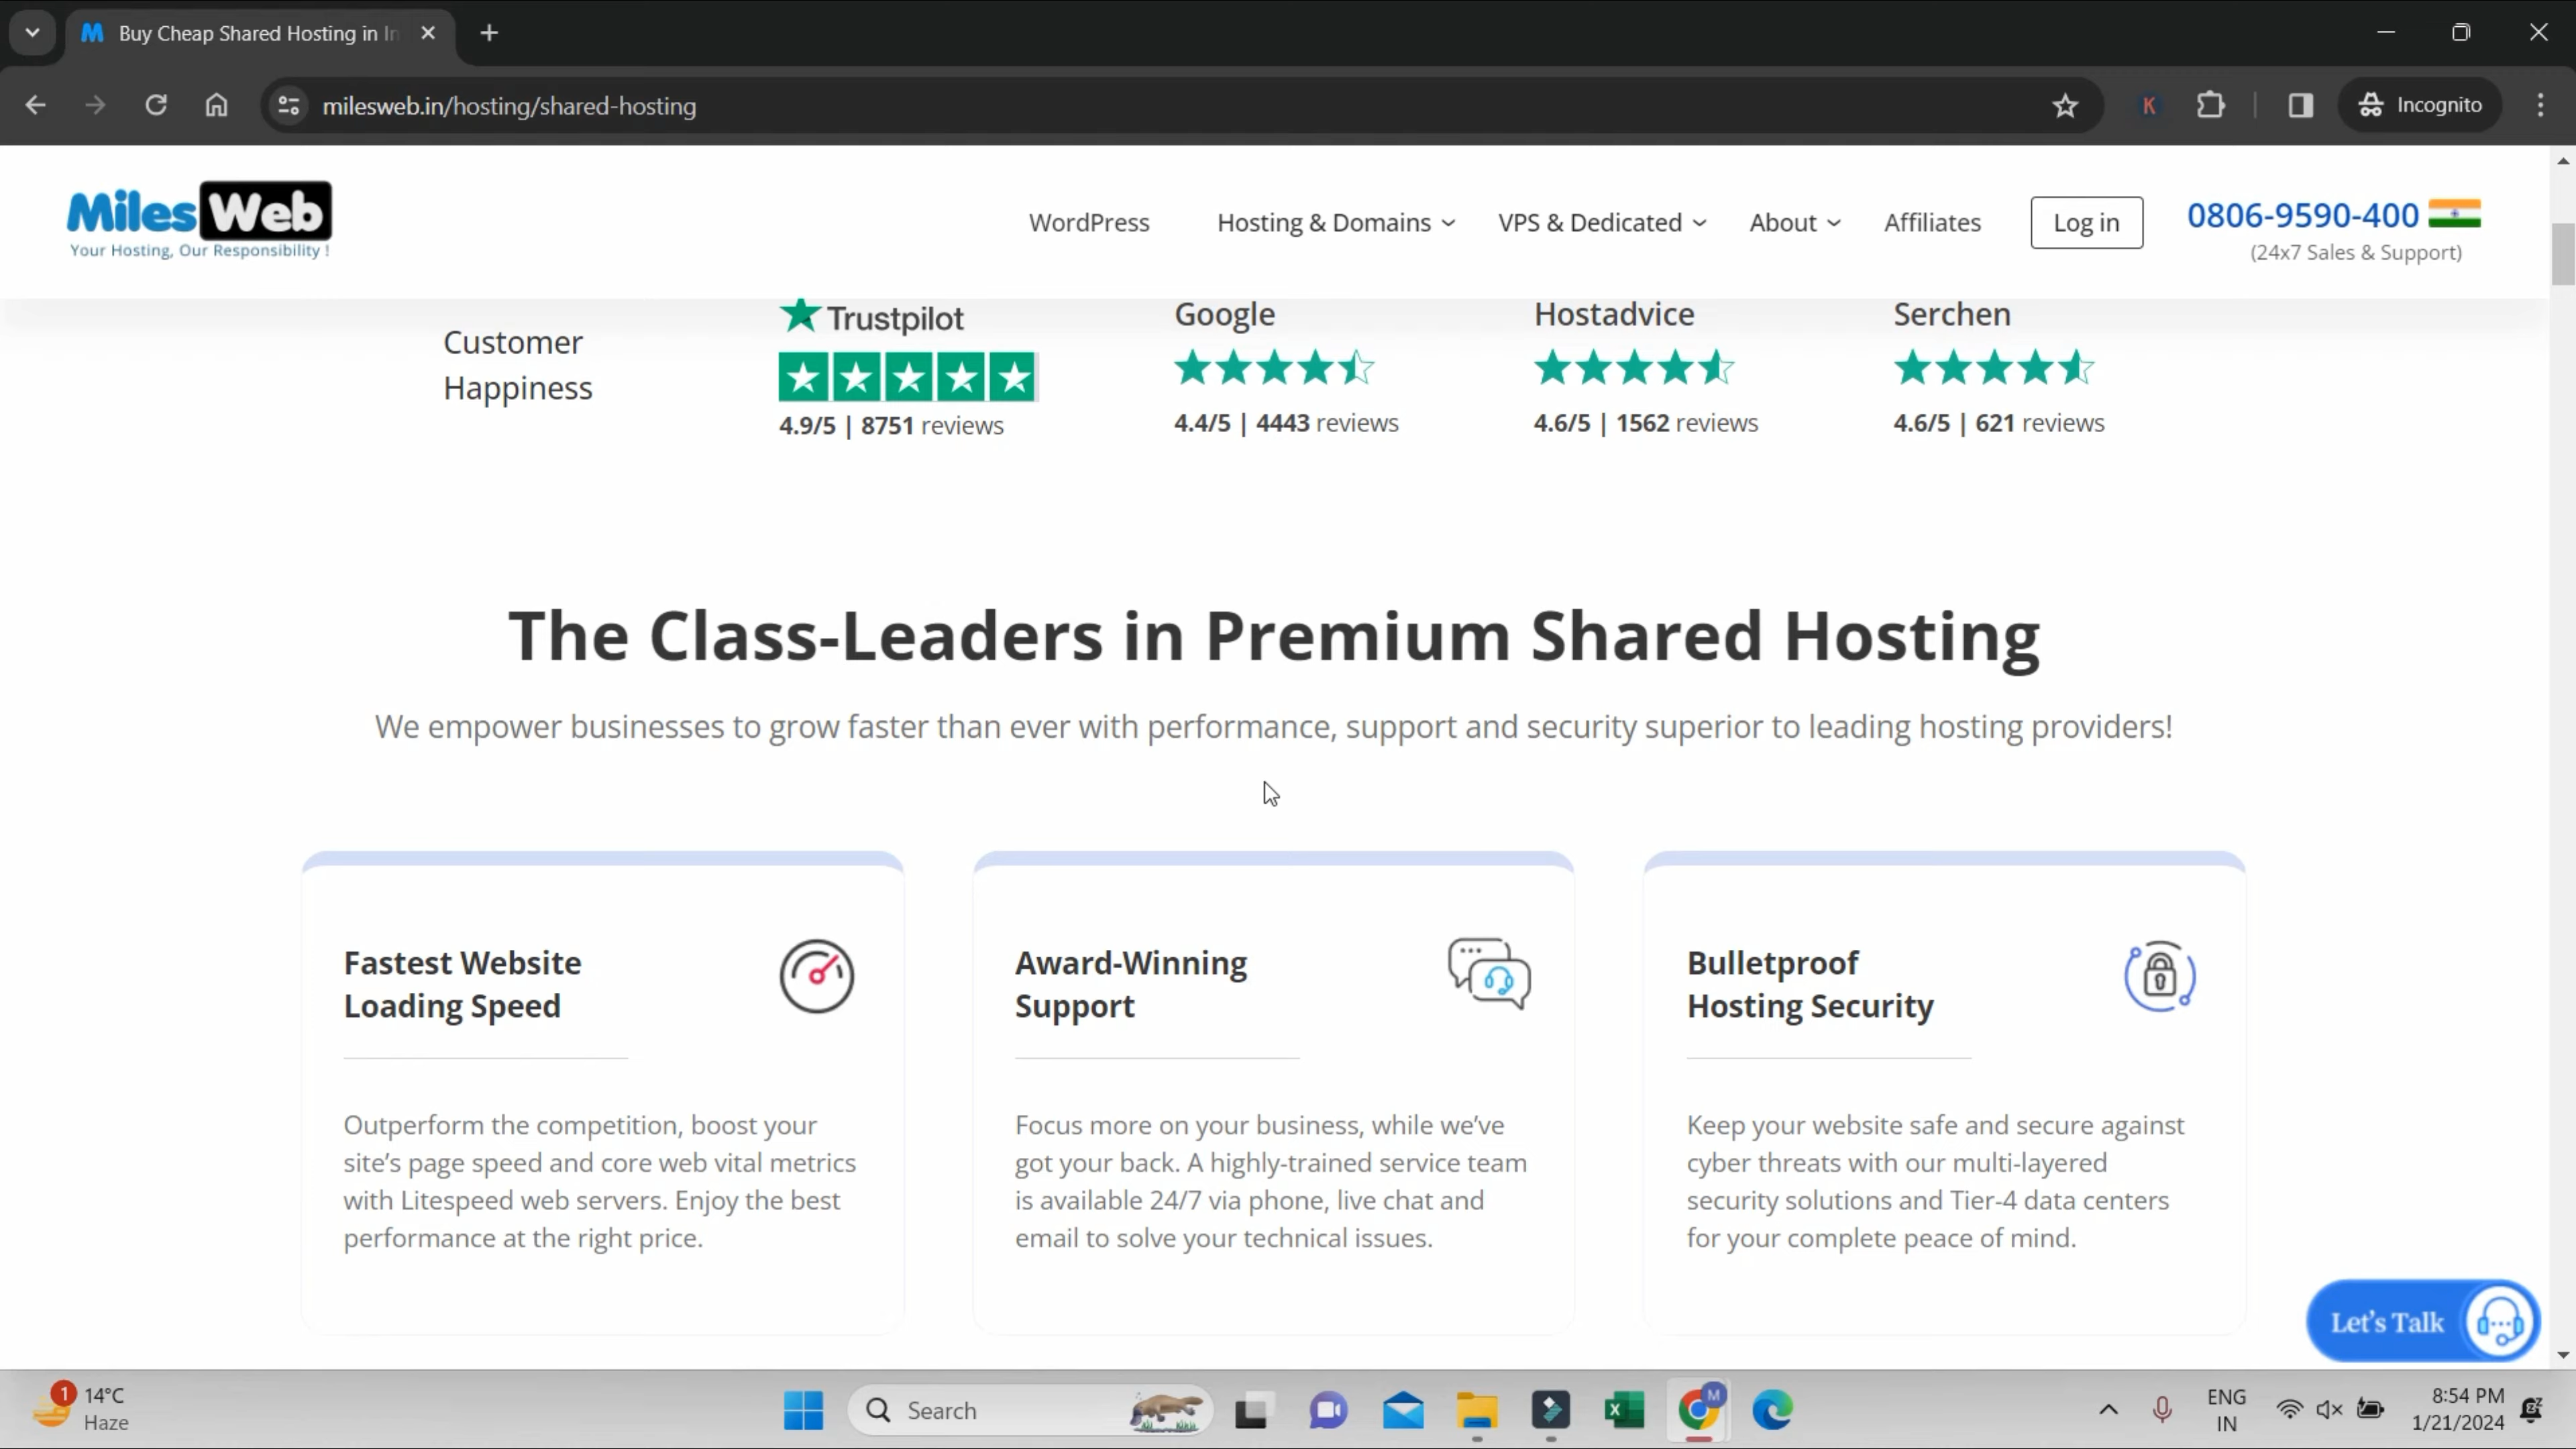 Buy Cheap Shared Hosting in In
milesweb.in/hosting/shared-hosting
K
Incognito
Miles Web
Your Hosting, Our Responsibility !
WordPress
Hosting & Domains
VPS & Dedicated
About
Affiliates
Log in
0806-9590-400
(24x7 Sales & Support)
Customer
Happiness
Trustpilot
4.9/5 | 8751 reviews
Google
4.4/5 | 4443 reviews
Hostadvice
4.6/5 | 1562 reviews
Serchen
4.6/5 | 621 reviews
The Class-Leaders in Premium Shared Hosting
We empower businesses to grow faster than ever with performance, support and security superior to leading hosting providers!
Fastest Website
Loading Speed
Outperform the competition, boost your
site's page speed and core web vital metrics
with Litespeed web servers. Enjoy the best
performance at the right price.
Award-Winning
Support
Focus more on your business, while we've
got your back. A highly-trained service team
is available 24/7 via phone, live chat and
email to solve your technical issues.
Bulletproof
Hosting Security
Keep your website safe and secure against
cyber threats with our multi-layered
security solutions and Tier-4 data centers
for your complete peace of mind.
Let's Talk
1
14°C
Haze
Search
X
M
ENG
IN
8:54 PM
1/21/2024